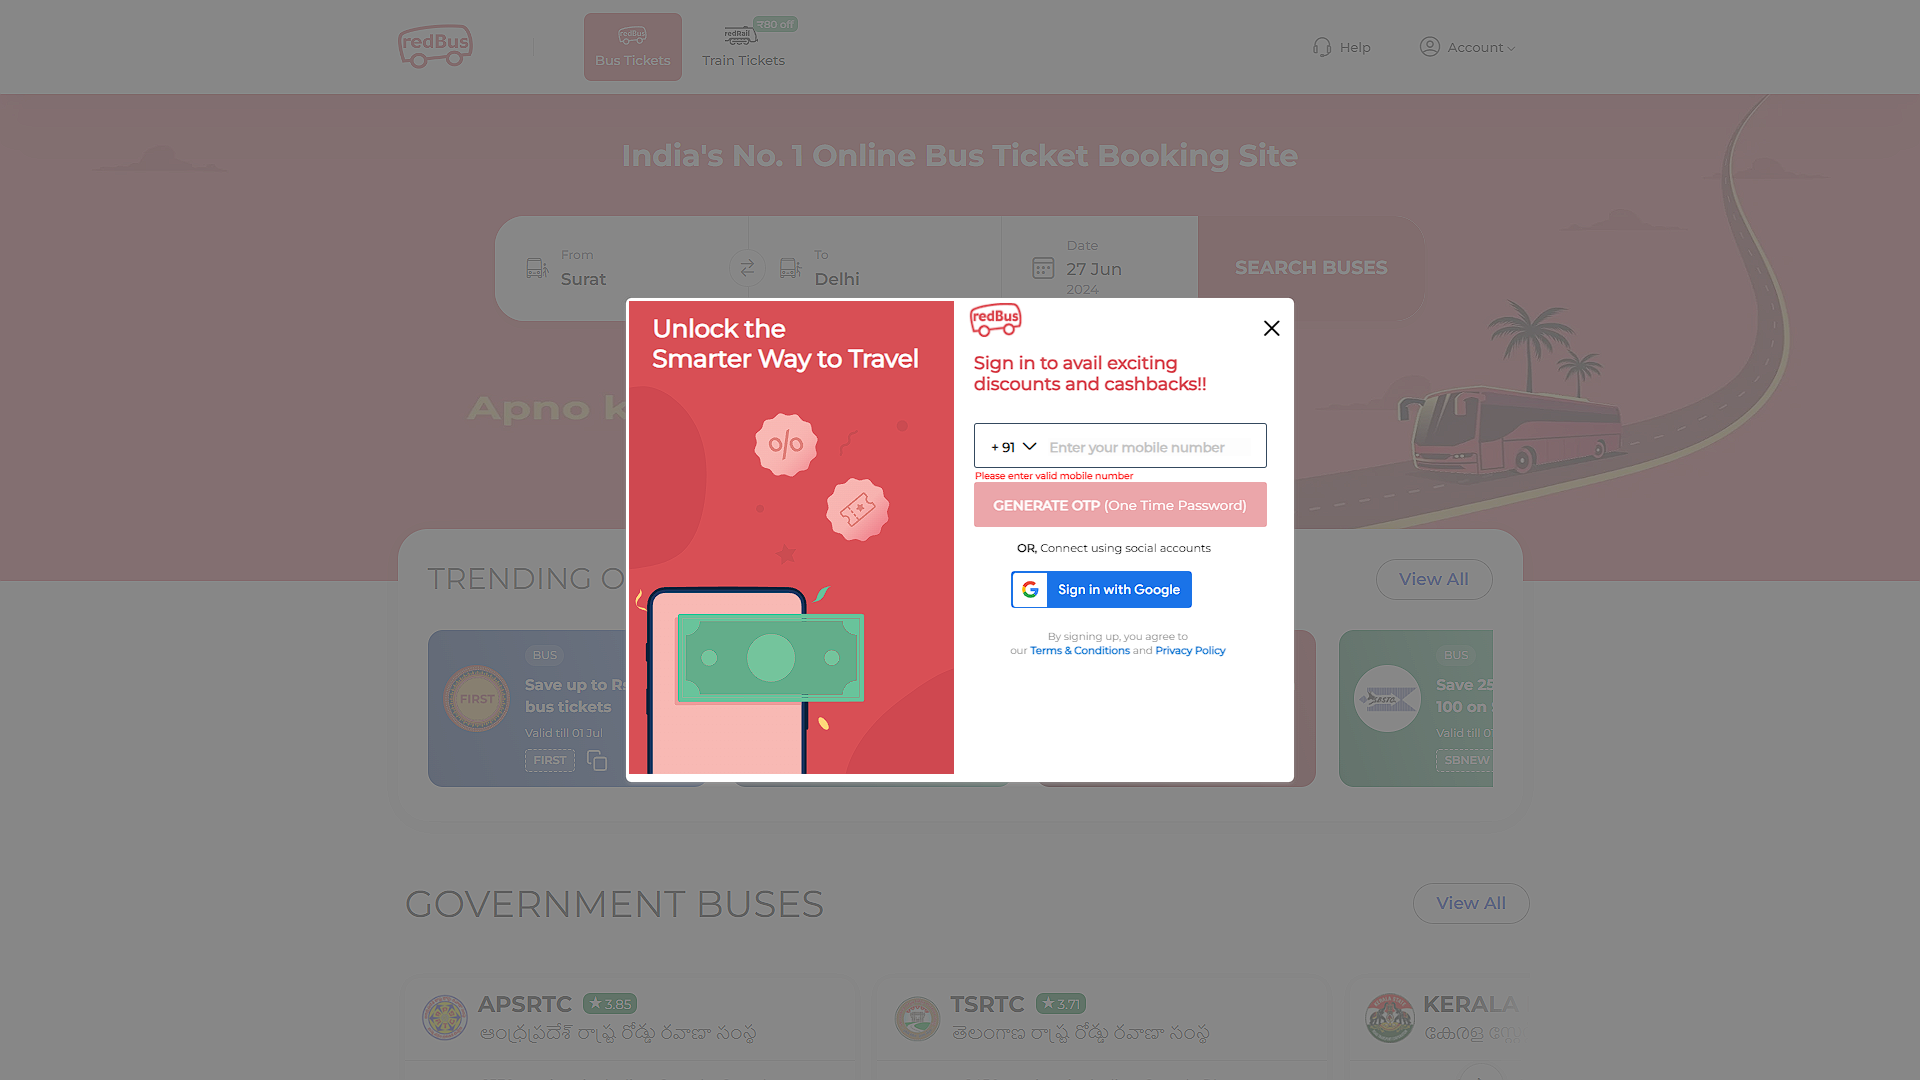 redBus
redBus
Bus Tickets
redRail
₹80 off
Train Tickets
Help
Account
India's No. 1 Online Bus Ticket Booking Site
From
Surat
To
Delhi
Date
27 Jun
2024
SEARCH BUSES
Apno k
Unlock the
Smarter Way to Travel
%
redBus
Sign in to avail exciting
discounts and cashbacks!!
+ 91
Enter your mobile number
Please enter valid mobile number
GENERATE OTP (One Time Password)
OR, Connect using social accounts
G
Sign in with Google
By signing up, you agree to
our Terms & Conditions and Privacy Policy
TRENDING O
View All
BUS
FIRST
Save up to Rs
bus tickets
Valid till 01 Jul
FIRST
BUS
Save 25
100 on
Valid till 0
SBNEW
GOVERNMENT BUSES
View All
APSRTC
★ 3.85
ఆంధ్రప్రదేశ్ రాష్ట్ర రోడ్డు రవాణా సంస్థ
TSRTC
★ 3.71
తెలంగాణ రాష్ట్ర రోడ్డు రవాణా సంస్థ
KERALA
കേരള